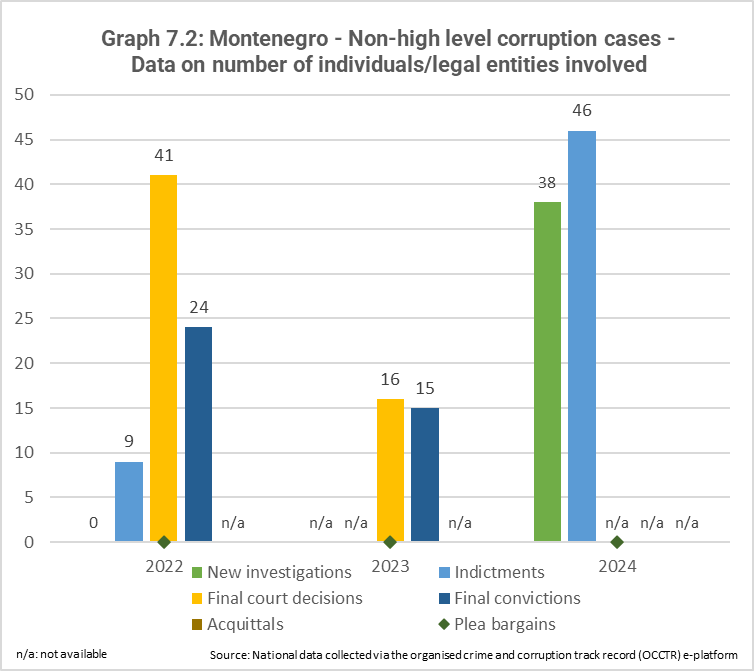 Graph 7.2: Montenegro - Non-high level corruption cases -
Data on number of individuals/legal entities involved
50
45
40
35
30
25
20
15
10
5
0
0
9
41
24
n/a
n/a
n/a
16
15
n/a
38
46
n/a
n/a
n/a
2022
2023
2024
New investigations
Indictments
Final court decisions
Final convictions
Acquittals
Plea bargains
n/a: not available
Source: National data collected via the organised crime and corruption track record (OCCTR) e-platform